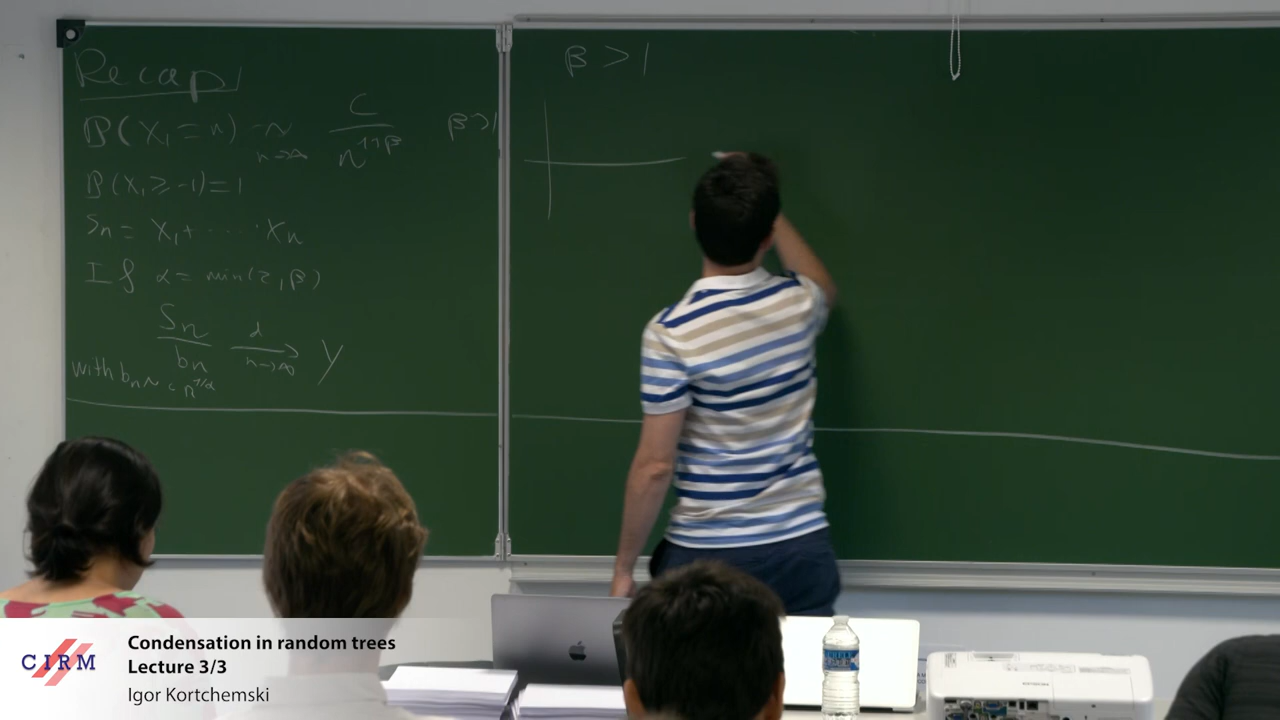 Recap
P(X₁ = n) ~ n→∞ C / n^{1+β} β>1
P(X₁ ≥ -1) = 1
Sn = X₁ + ···· Xn
If α = min(2, β)
Sn / bn d→ n→∞ Y
with bn ~ c n^{1/α}
β > 1
CIRM
Condensation in random trees
Lecture 3/3
Igor Kortchemski
EPSON